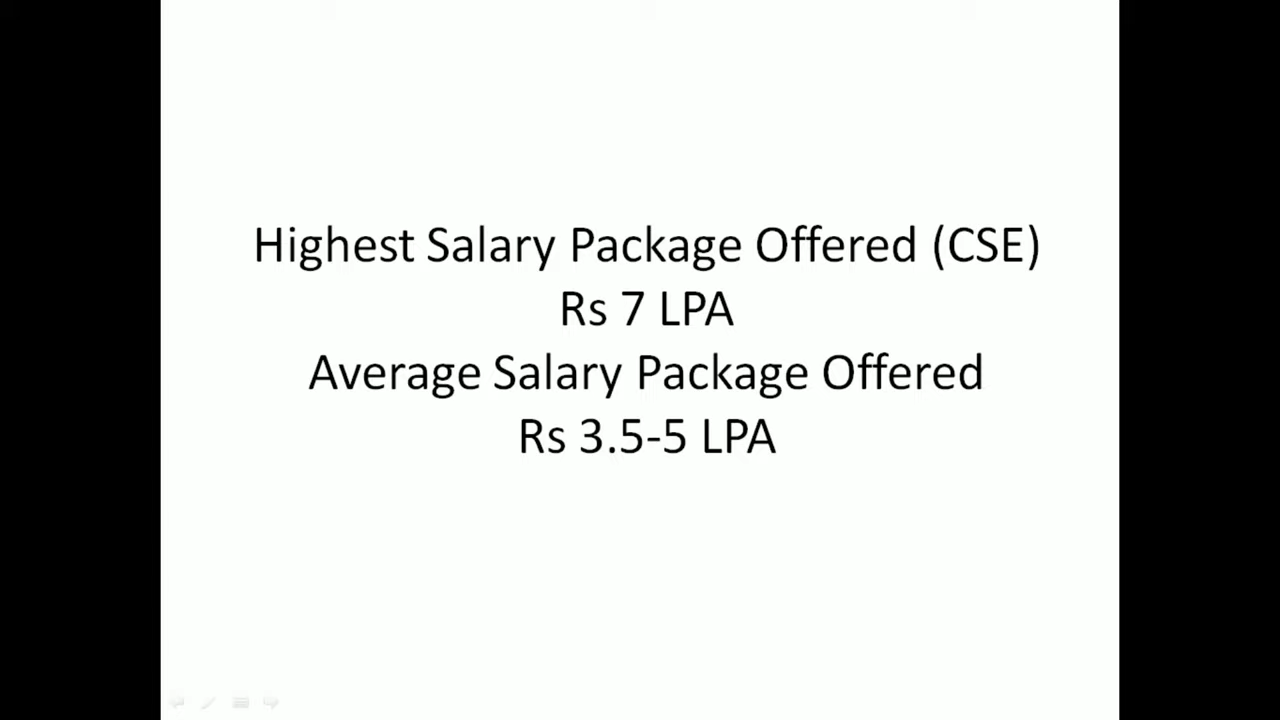 Highest Salary Package Offered (CSE)
Rs 7 LPA
Average Salary Package Offered
Rs 3.5-5 LPA